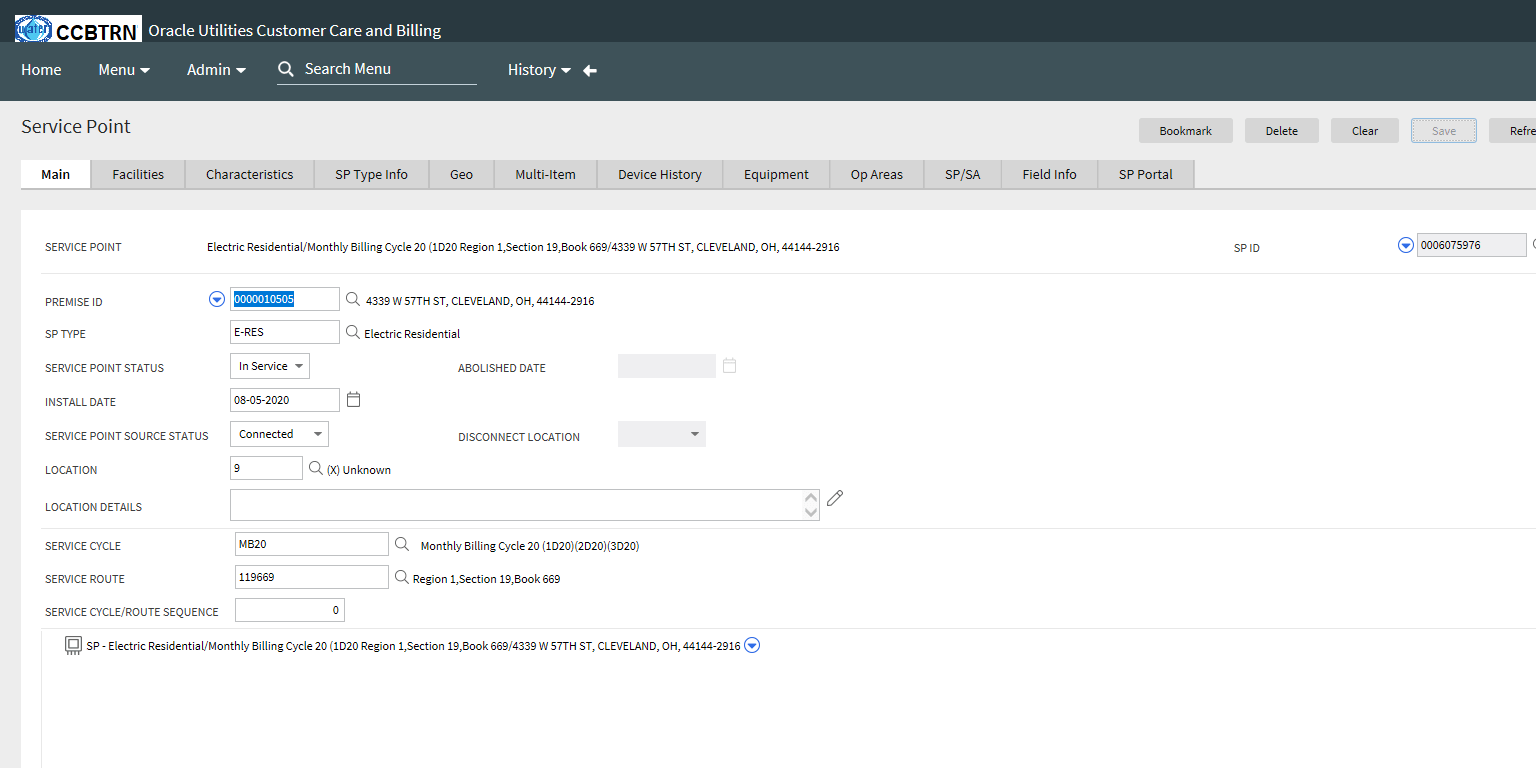 water CCBTRN Oracle Utilities Customer Care and Billing
Home Menu Admin Search Menu History
Service Point
Bookmark Delete Clear Save Refre
Main Facilities Characteristics SP Type Info Geo Multi-Item Device History Equipment Op Areas SP/SA Field Info SP Portal
SERVICE POINT Electric Residential/Monthly Billing Cycle 20 (1D20 Region 1,Section 19,Book 669/4339 W 57TH ST, CLEVELAND, OH, 44144-2916 SP ID 0006075976
PREMISE ID 0000010505 4339 W 57TH ST, CLEVELAND, OH, 44144-2916
SP TYPE E-RES Electric Residential
SERVICE POINT STATUS In Service ABOLISHED DATE
INSTALL DATE 08-05-2020
SERVICE POINT SOURCE STATUS Connected DISCONNECT LOCATION
LOCATION 9 (X) Unknown
LOCATION DETAILS
SERVICE CYCLE MB20 Monthly Billing Cycle 20 (1D20)(2D20)(3D20)
SERVICE ROUTE 119669 Region 1,Section 19,Book 669
SERVICE CYCLE/ROUTE SEQUENCE 0
SP - Electric Residential/Monthly Billing Cycle 20 (1D20 Region 1,Section 19,Book 669/4339 W 57TH ST, CLEVELAND, OH, 44144-2916